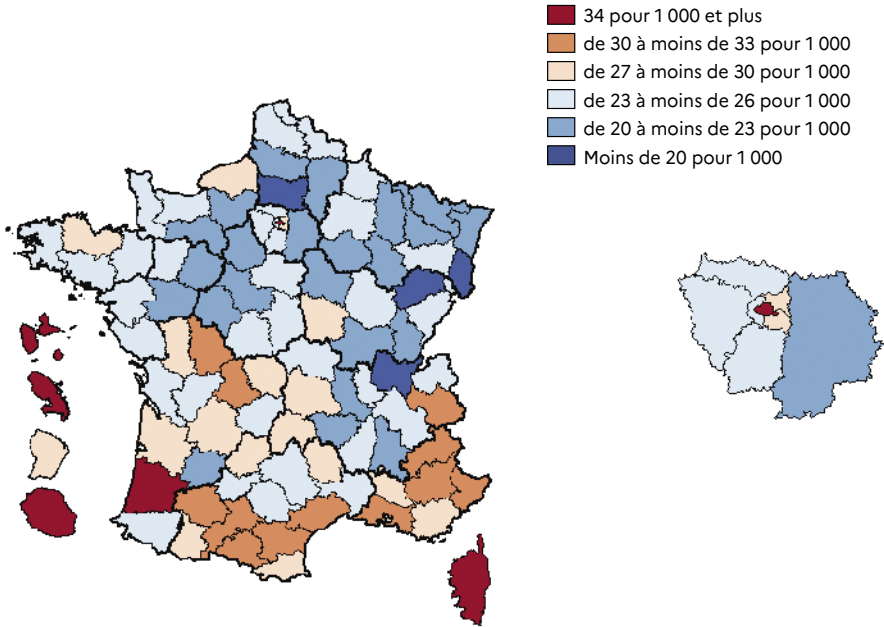 34 pour 1 000 et plus
de 30 à moins de 33 pour 1 000
de 27 à moins de 30 pour 1 000
de 23 à moins de 26 pour 1 000
de 20 à moins de 23 pour 1 000
Moins de 20 pour 1 000